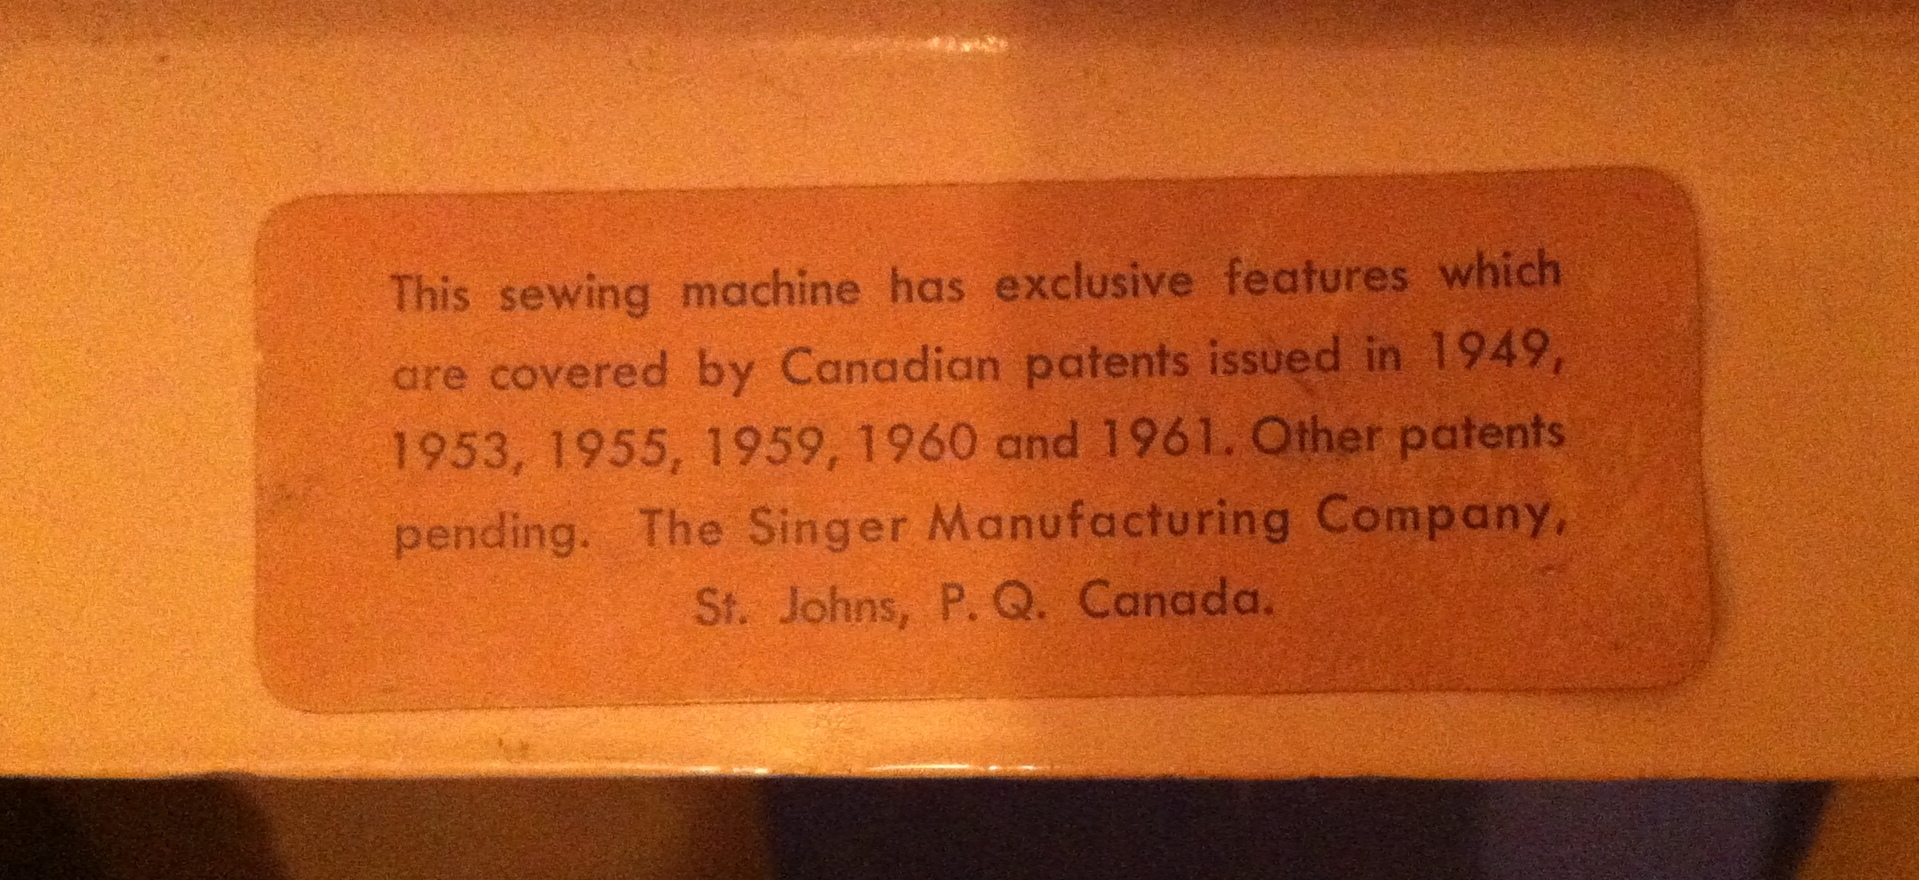 This sewing machine has exclusive features which
are covered by Canadian patents issued in 1949,
1953, 1955, 1959, 1960 and 1961. Other patents
pending. The Singer Manufacturing Company,
St. Johns, P. Q. Canada.